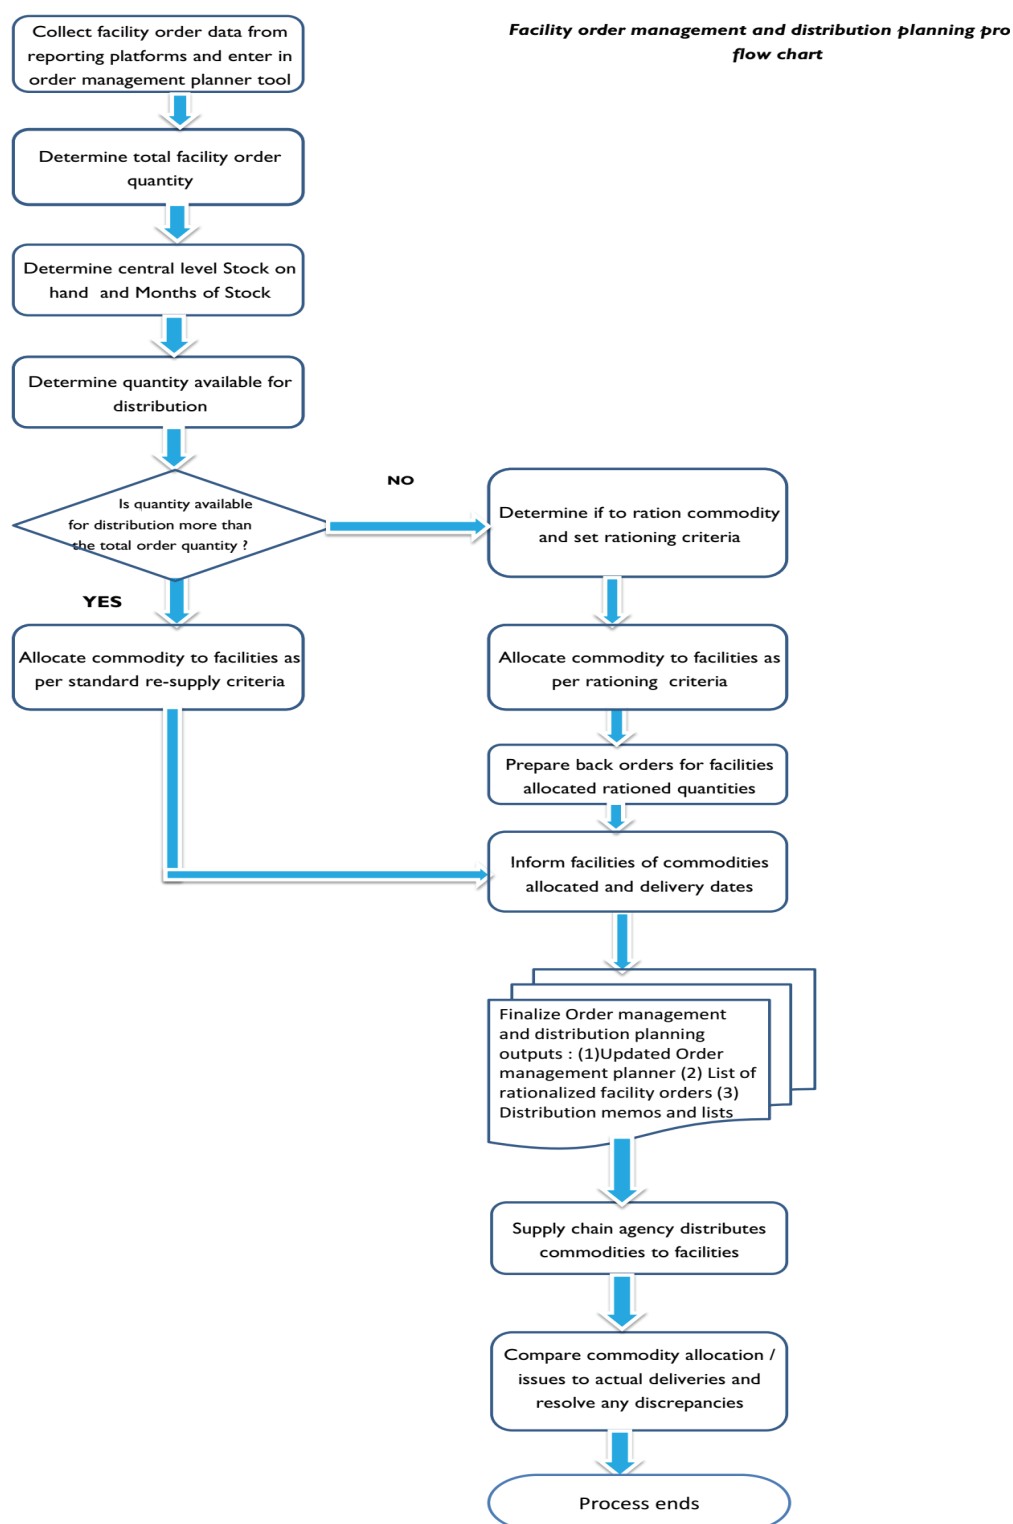 Facility order management and distribution planning pro
flow chart
Collect facility order data from
reporting platforms and enter in
order management planner tool
Determine total facility order
quantity
Determine central level Stock on
hand and Months of Stock
Determine quantity available for
distribution
Is quantity available
for distribution more than
the total order quantity ?
NO
YES
Determine if to ration commodity
and set rationing criteria
Allocate commodity to facilities as
per standard re-supply criteria
Allocate commodity to facilities as
per rationing criteria
Prepare back orders for facilities
allocated rationed quantities
Inform facilities of commodities
allocated and delivery dates
Finalize Order management
and distribution planning
outputs : (1)Updated Order
management planner (2) List of
rationalized facility orders (3)
Distribution memos and lists
Supply chain agency distributes
commodities to facilities
Compare commodity allocation /
issues to actual deliveries and
resolve any discrepancies
Process ends